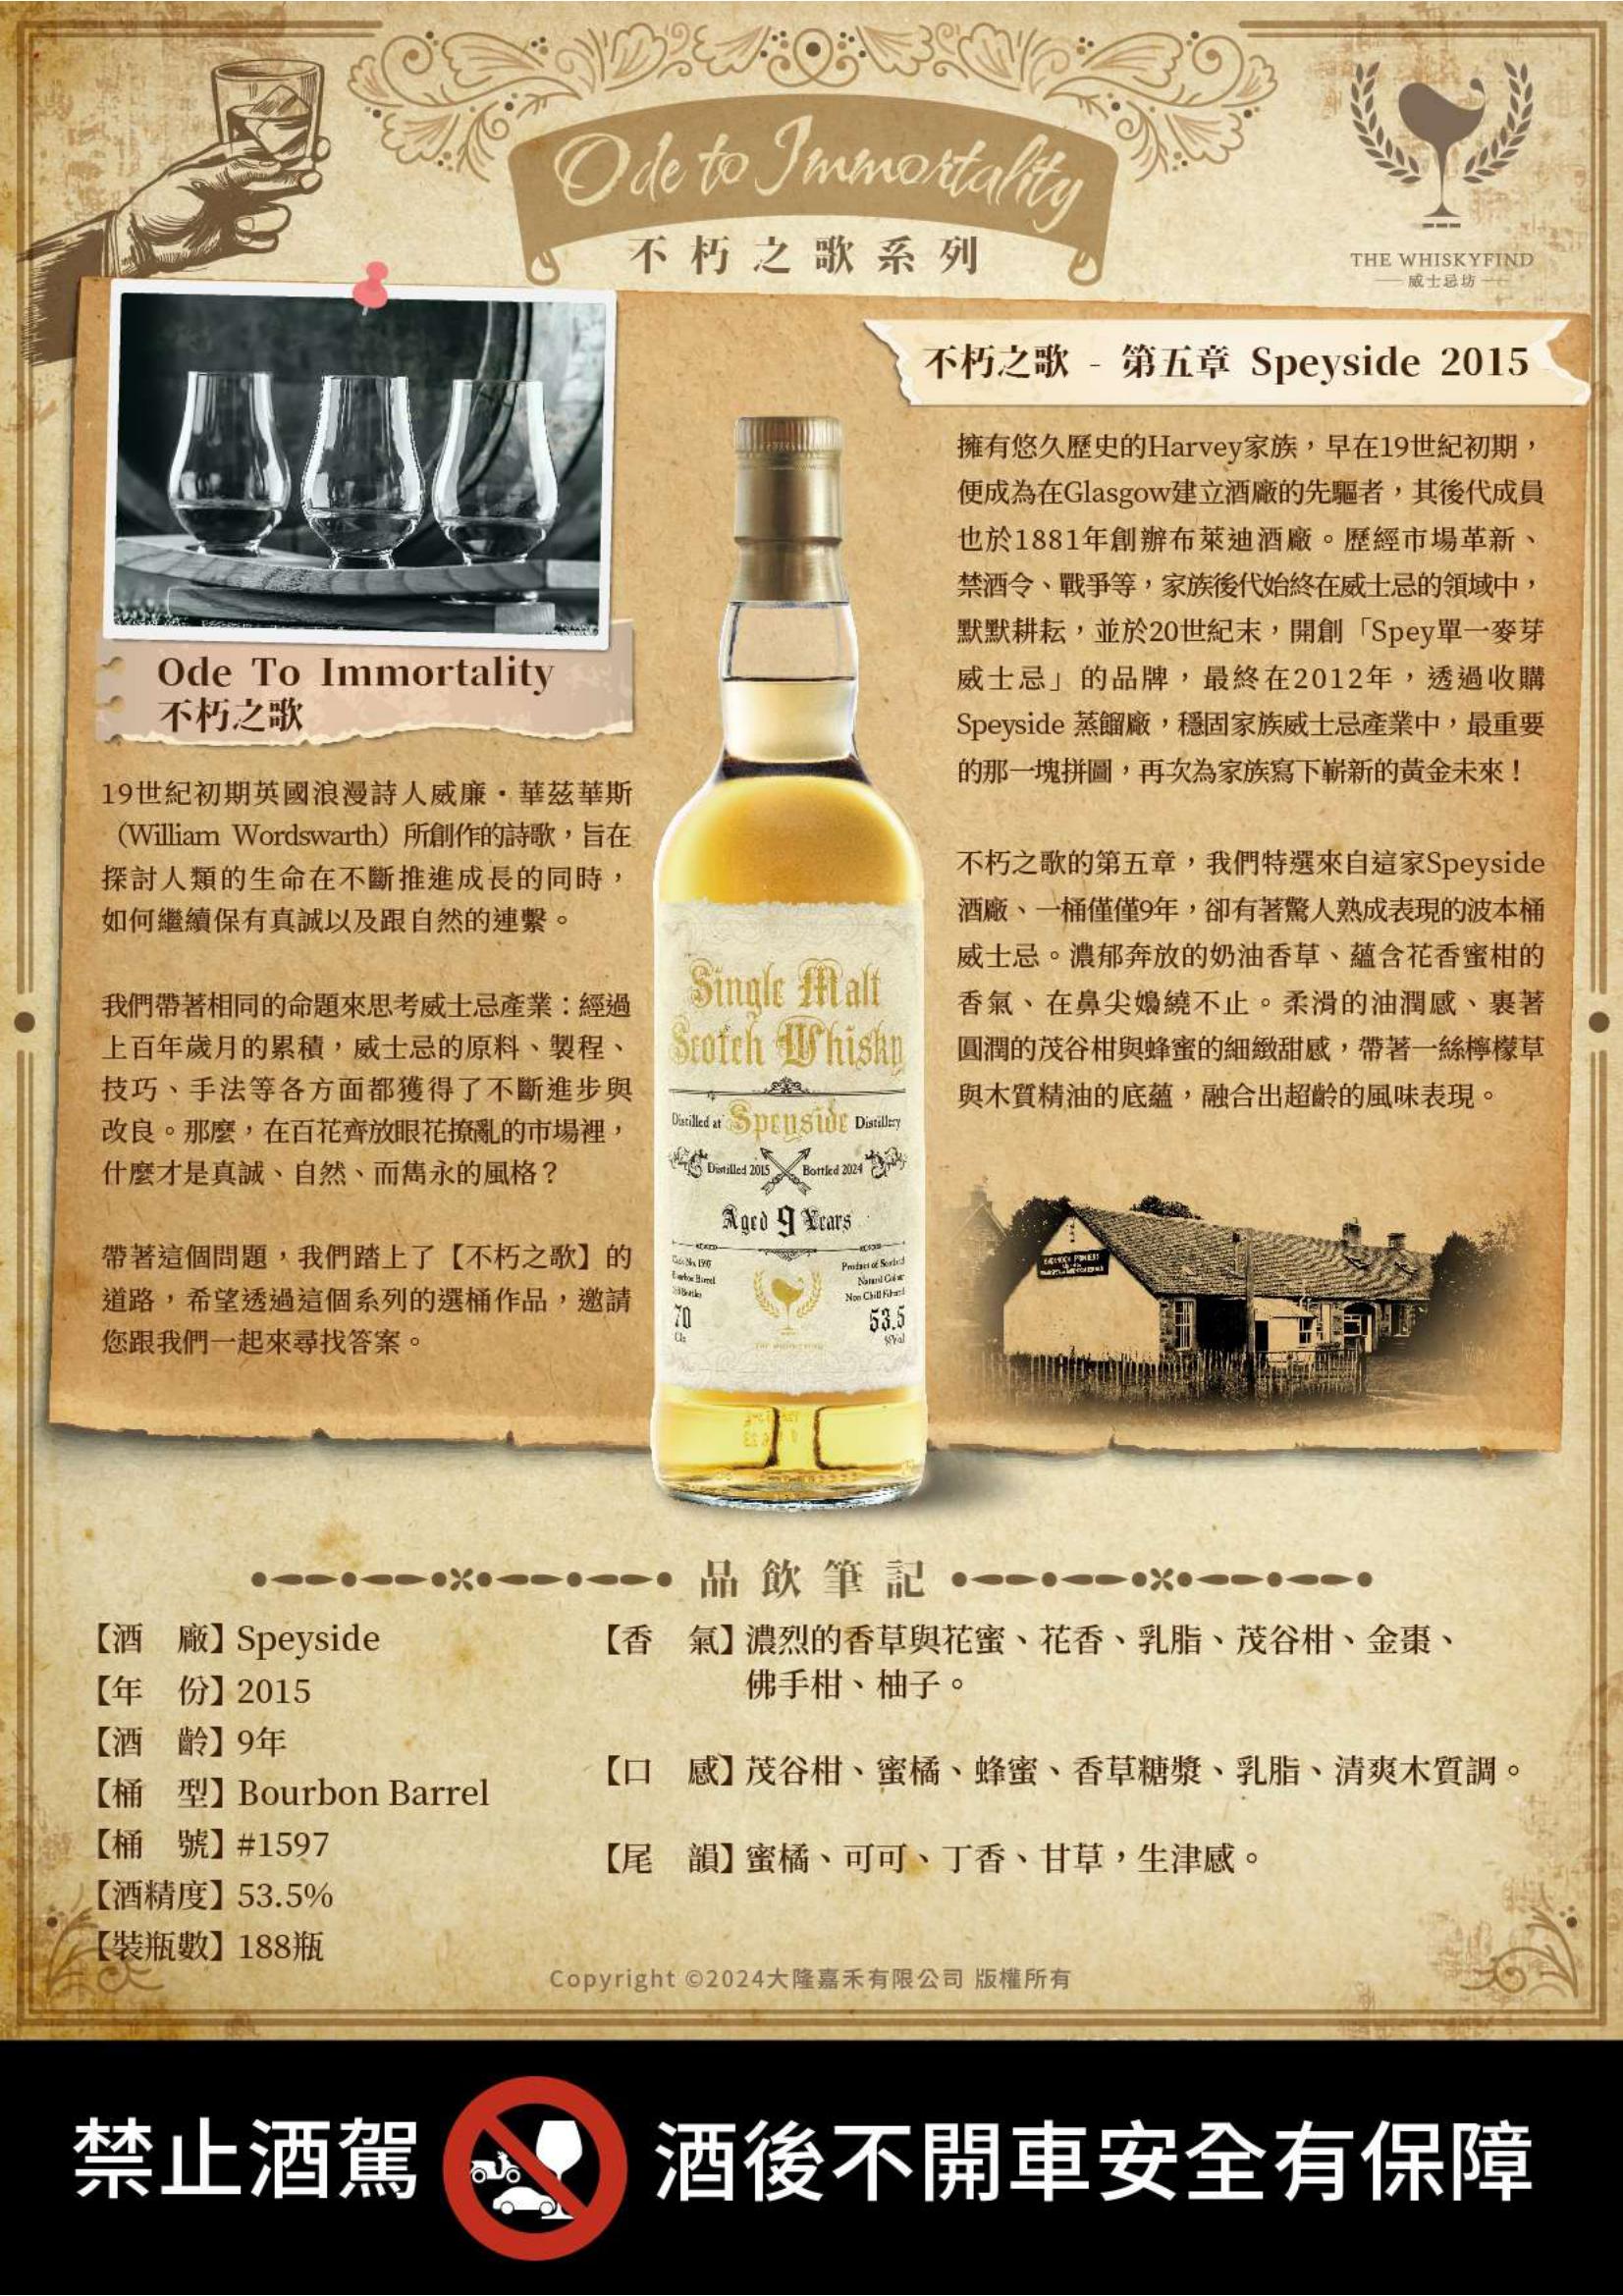 Ode to Immortality
不朽之歌系列
THE WHISKYFIND
威士忌坊
Ode To Immortality
不朽之歌
19世紀初期英國浪漫詩人威廉・華茲華斯
（William Wordswarth）所創作的詩歌，旨在
探討人類的生命在不斷推進成長的同時，
如何繼續保有真誠以及跟自然的連繫。
我們帶著相同的命題來思考威士忌產業：經過
上百年歲月的累積，威士忌的原料、製程、
技巧、手法等各方面都獲得了不斷進步與
改良。那麼，在百花齊放眼花撩亂的市場裡，
什麼才是真誠、自然、而雋永的風格？
帶著這個問題，我們踏上了【不朽之歌】的
道路，希望透過這個系列的選桶作品，邀請
您跟我們一起來尋找答案。
不朽之歌 - 第五章 Speyside 2015
擁有悠久歷史的Harvey家族，早在19世紀初期，
便成為在Glasgow建立酒廠的先驅者，其後代成員
也於1881年創辦布萊迪酒廠。歷經市場革新、
禁酒令、戰爭等，家族後代始終在威士忌的領域中，
默默耕耘，並於20世紀末，開創「Spey單一麥芽
威士忌」的品牌，最終在2012年，透過收購
Speyside 蒸餾廠，穩固家族威士忌產業中，最重要
的那一塊拼圖，再次為家族寫下嶄新的黃金未來！
不朽之歌的第五章，我們特選來自這家Speyside
酒廠、一桶僅僅9年，卻有著驚人熟成表現的波本桶
威士忌。濃郁奔放的奶油香草、蘊含花香蜜柑的
香氣、在鼻尖嬝繞不止。柔滑的油潤感、裹著
圓潤的茂谷柑與蜂蜜的細緻甜感，帶著一絲檸檬草
與木質精油的底蘊，融合出超齡的風味表現。
Single Malt
Scotch Whisky
Distilled at Speyside Distillery
Distilled 2015 Bottled 2024
Aged 9 Years
Cask No. 1597
Bourbon Barrel
Product of Scotland
Natural Colour
Non Chill Filtered
70
Cls
53.5
%Vol
THE WHISKYFIND
品飲筆記
【酒 廠】Speyside
【年 份】2015
【酒 齡】9年
【桶 型】Bourbon Barrel
【桶 號】#1597
【酒精度】53.5%
【裝瓶數】188瓶
【香 氣】濃烈的香草與花蜜、花香、乳脂、茂谷柑、金棗、
佛手柑、柚子。
【口 感】茂谷柑、蜜橘、蜂蜜、香草糖漿、乳脂、清爽木質調。
【尾 韻】蜜橘、可可、丁香、甘草，生津感。
Copyright ©2024大隆嘉禾有限公司 版權所有
禁止酒駕 酒後不開車安全有保障